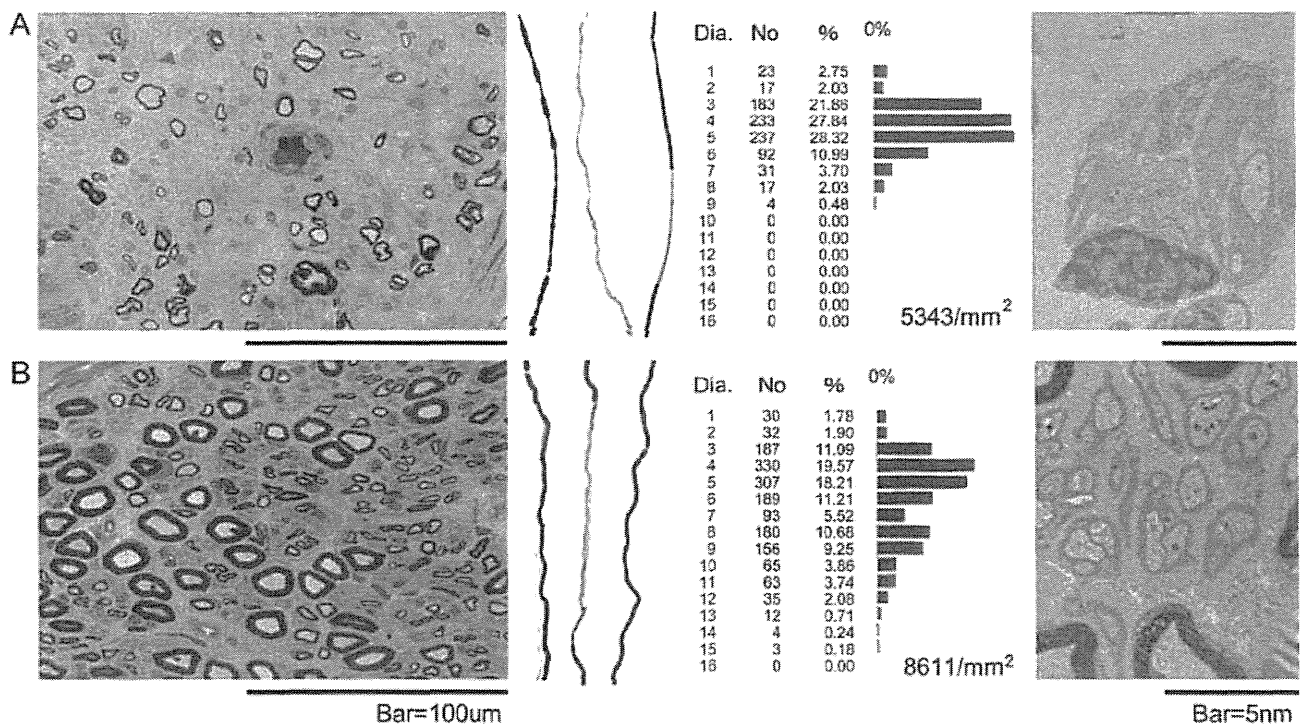 A
Dia. No % 0%
1 23 2.75
2 17 2.03
3 183 21.86
4 233 27.84
5 237 28.32
6 92 10.99
7 31 3.70
8 17 2.03
9 4 0.48
10 0 0.00
11 0 0.00
12 0 0.00
13 0 0.00
14 0 0.00
15 0 0.00
16 0 0.00
5343/mm²
B
Dia. No % 0%
1 30 1.78
2 32 1.90
3 187 11.09
4 330 19.57
5 307 18.21
6 189 11.21
7 93 5.52
8 180 10.68
9 156 9.25
10 65 3.86
11 63 3.74
12 35 2.08
13 12 0.71
14 4 0.24
15 3 0.18
16 0 0.00
8611/mm²
Bar=100um
Bar=5nm